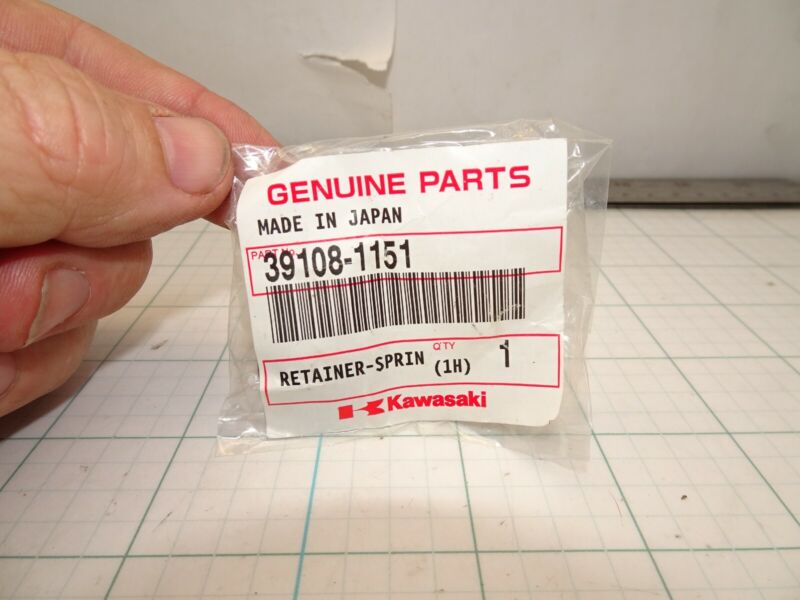 GENUINE PARTS
MADE IN JAPAN
PART No.
39108-1151
RETAINER-SPRIN (1H) Q'TY 1
Kawasaki